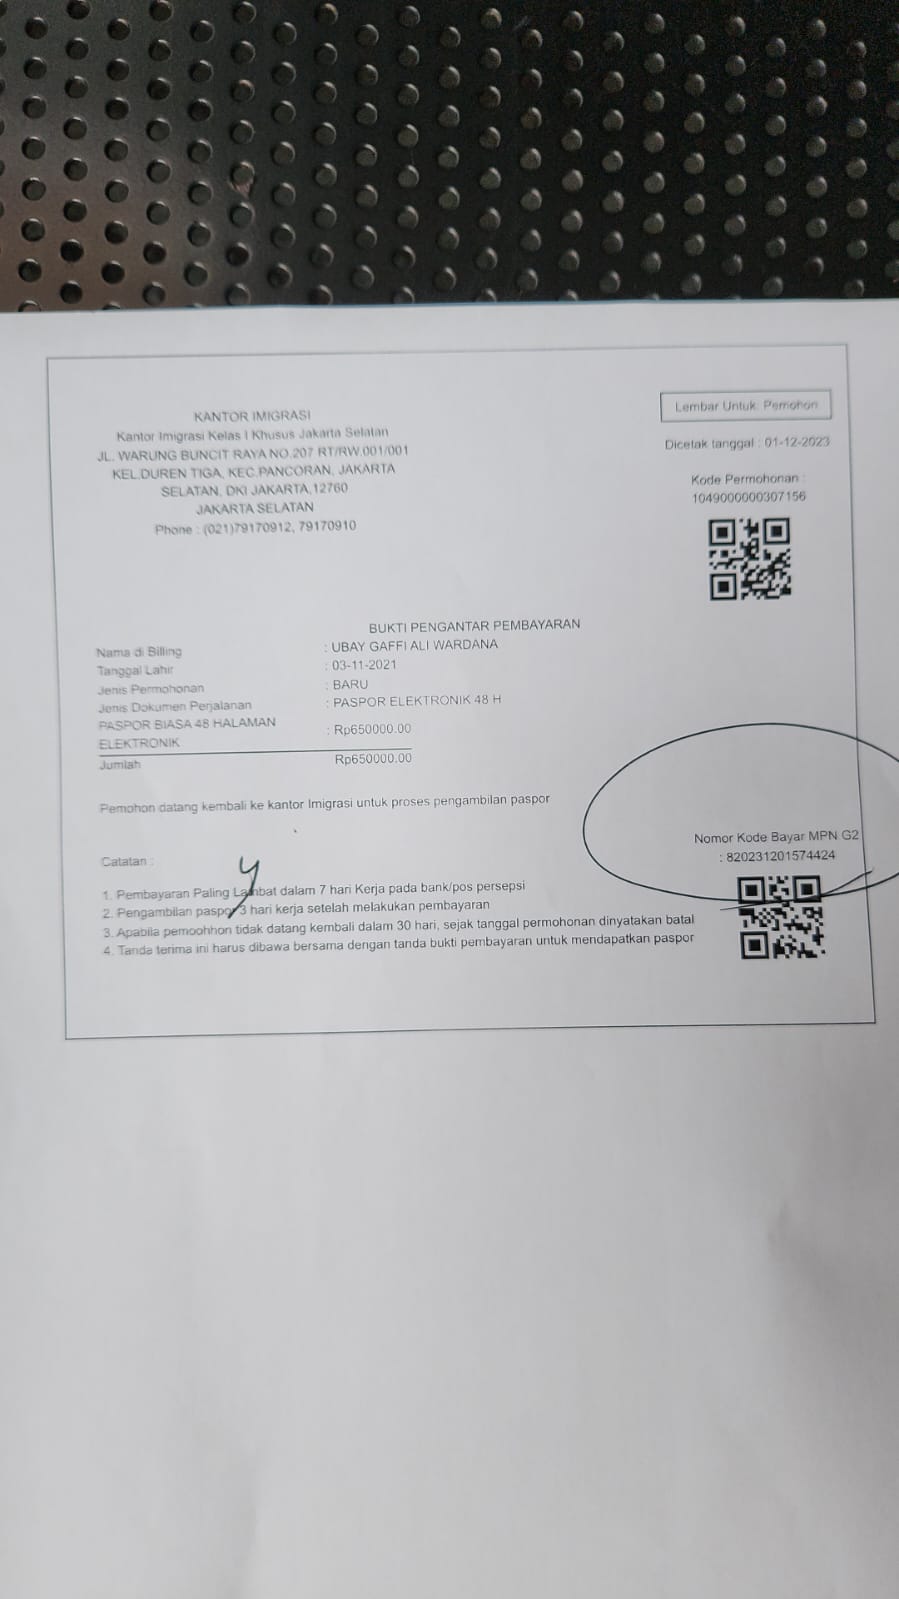 KANTOR IMIGRASI
Kantor Imigrasi Kelas I Khusus Jakarta Selatan
JL. WARUNG BUNCIT RAYA NO.207 RT/RW.001/001
KEL.DUREN TIGA, KEC.PANCORAN, JAKARTA
SELATAN, DKI JAKARTA,12760
JAKARTA SELATAN
Phone : (021)79170912, 79170910
Lembar Untuk: Pemohon
Dicetak tanggal : 01-12-2023
Kode Permohonan :
1049000000307156
BUKTI PENGANTAR PEMBAYARAN
Nama di Billing : UBAY GAFFI ALI WARDANA
Tanggal Lahir : 03-11-2021
Jenis Permohonan : BARU
Jenis Dokumen Perjalanan : PASPOR ELEKTRONIK 48 H
PASPOR BIASA 48 HALAMAN
ELEKTRONIK : Rp650000.00
Jumlah Rp650000.00
Pemohon datang kembali ke kantor Imigrasi untuk proses pengambilan paspor
Nomor Kode Bayar MPN G2
: 820231201574424
Catatan :
1. Pembayaran Paling Lambat dalam 7 hari Kerja pada bank/pos persepsi
2. Pengambilan paspor 3 hari kerja setelah melakukan pembayaran
3. Apabila pemoohhon tidak datang kembali dalam 30 hari, sejak tanggal permohonan dinyatakan batal
4. Tanda terima ini harus dibawa bersama dengan tanda bukti pembayaran untuk mendapatkan paspor